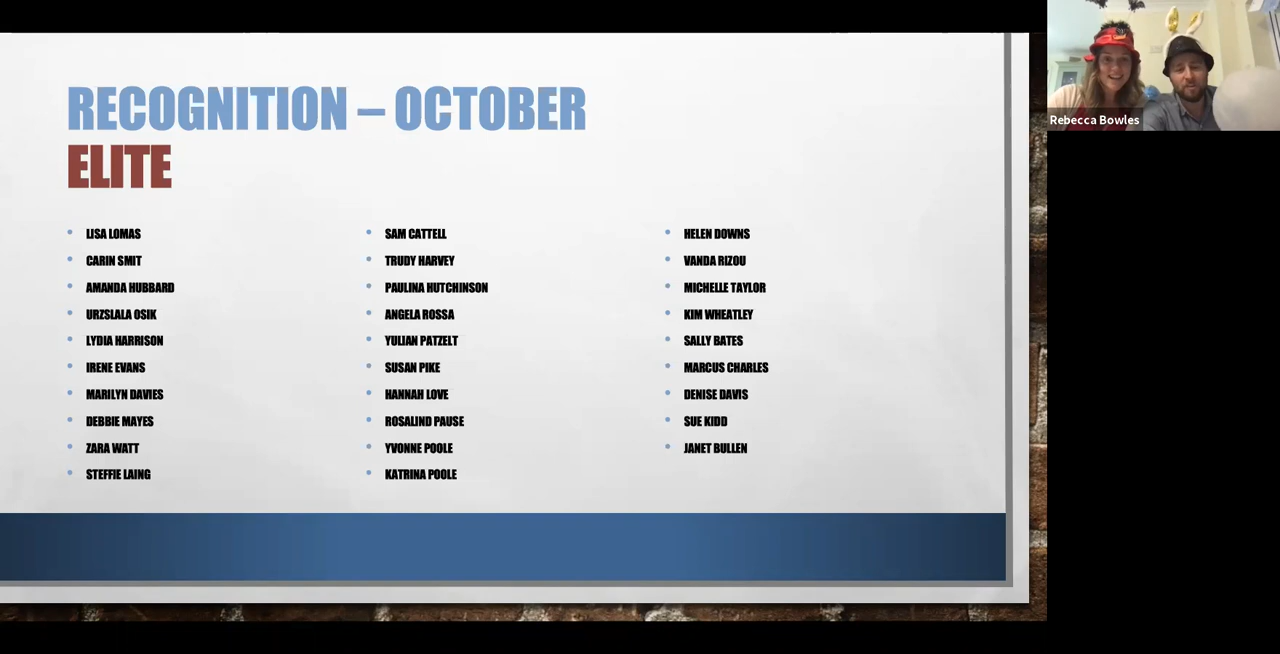 RECOGNITION – OCTOBER
ELITE
LISA LOMAS
CARIN SMIT
AMANDA HUBBARD
URZSLALA OSIK
LYDIA HARRISON
IRENE EVANS
MARILYN DAVIES
DEBBIE MAYES
ZARA WATT
STEFFIE LAING
SAM CATTELL
TRUDY HARVEY
PAULINA HUTCHINSON
ANGELA ROSSA
YULIAN PATZELT
SUSAN PIKE
HANNAH LOVE
ROSALIND PAUSE
YVONNE POOLE
KATRINA POOLE
HELEN DOWNS
VANDA RIZOU
MICHELLE TAYLOR
KIM WHEATLEY
SALLY BATES
MARCUS CHARLES
DENISE DAVIS
SUE KIDD
JANET BULLEN
Rebecca Bowles